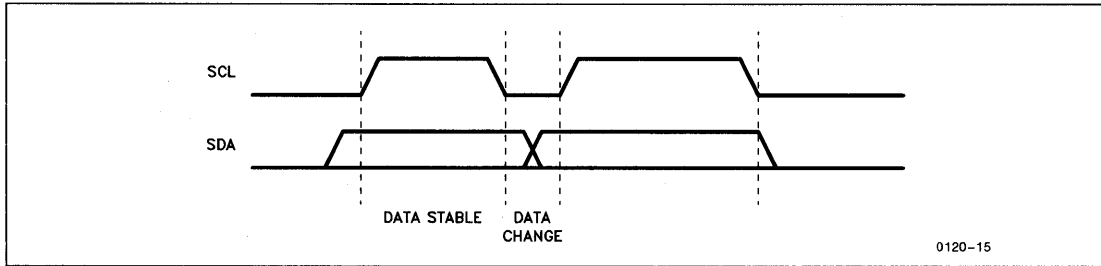 SCL
SDA
DATA STABLE
DATA
CHANGE
0120-15